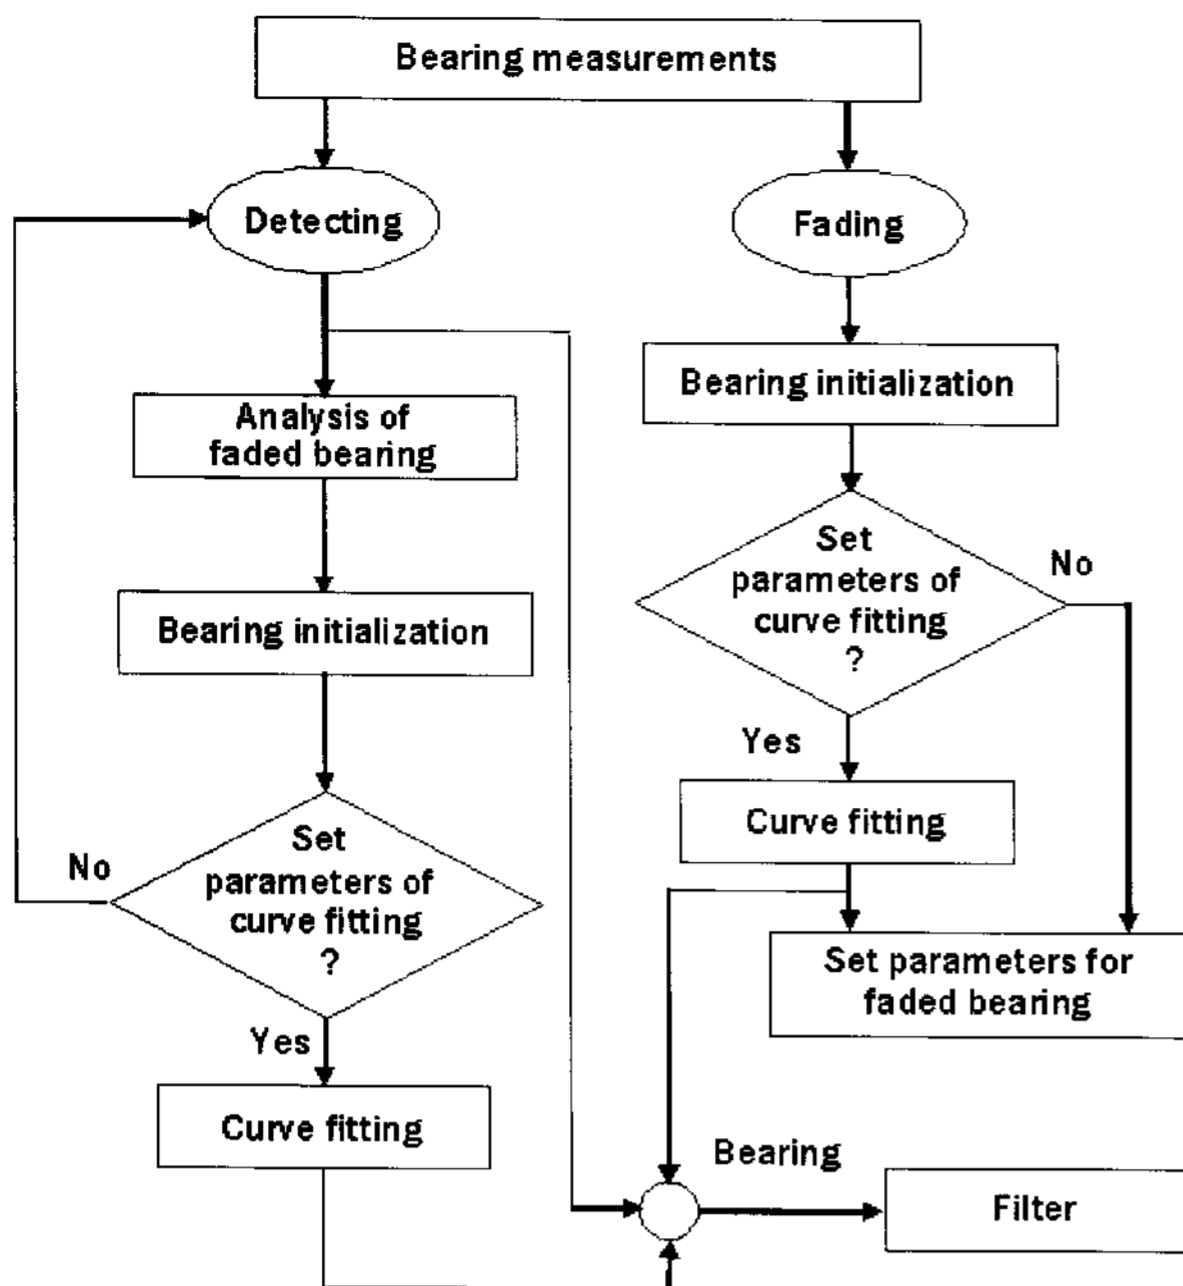 Bearing measurements
Detecting
Fading
Bearing initialization
Analysis of
faded bearing
Set
parameters of
curve fitting
?
No
Bearing initialization
Yes
Curve fitting
Set
parameters of
curve fitting
?
No
Set parameters for
faded bearing
Yes
Curve fitting
Bearing
Filter